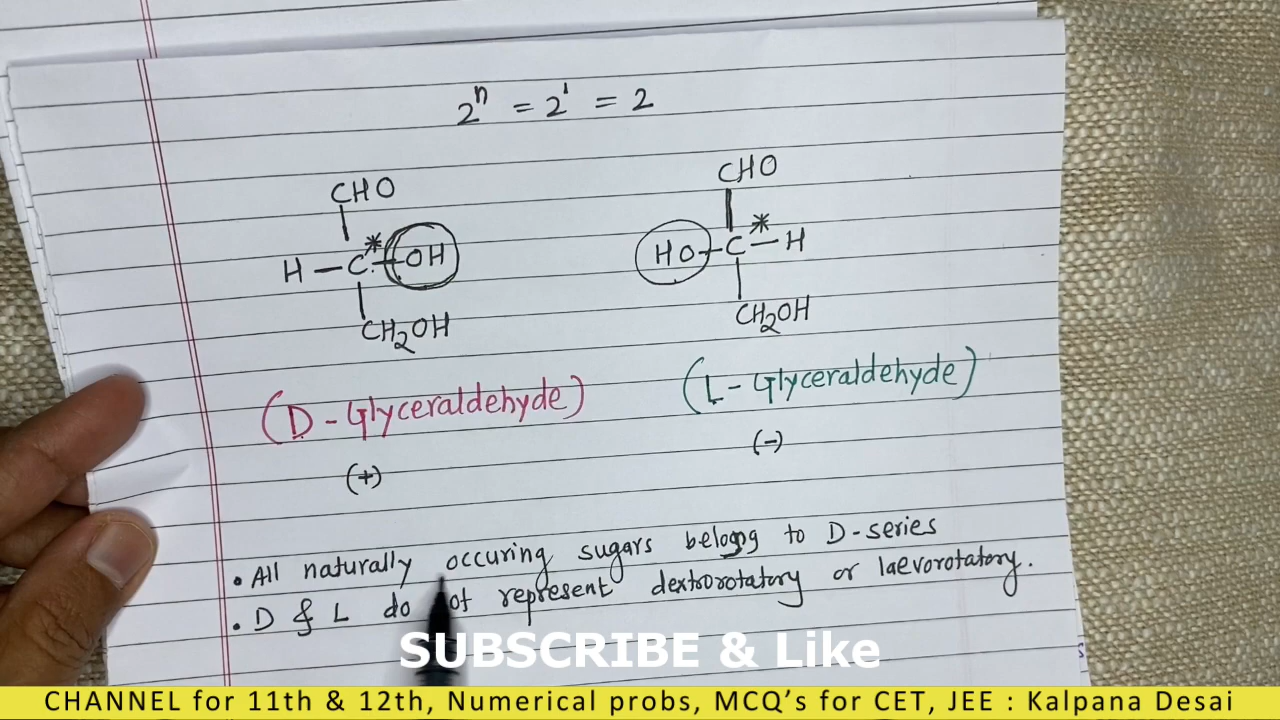 2ⁿ = 2¹ = 2
CHO CHO
H — C* — OH HO — C* — H
CH₂OH CH₂OH
(D - Glyceraldehyde) (L - Glyceraldehyde)
(+) (-)
• All naturally occuring sugars belong to D-series
• D & L do ot represent dextrorotatory or laevorotatory.
SUBSCRIBE & Like
CHANNEL for 11th & 12th, Numerical probs, MCQ’s for CET, JEE : Kalpana Desai